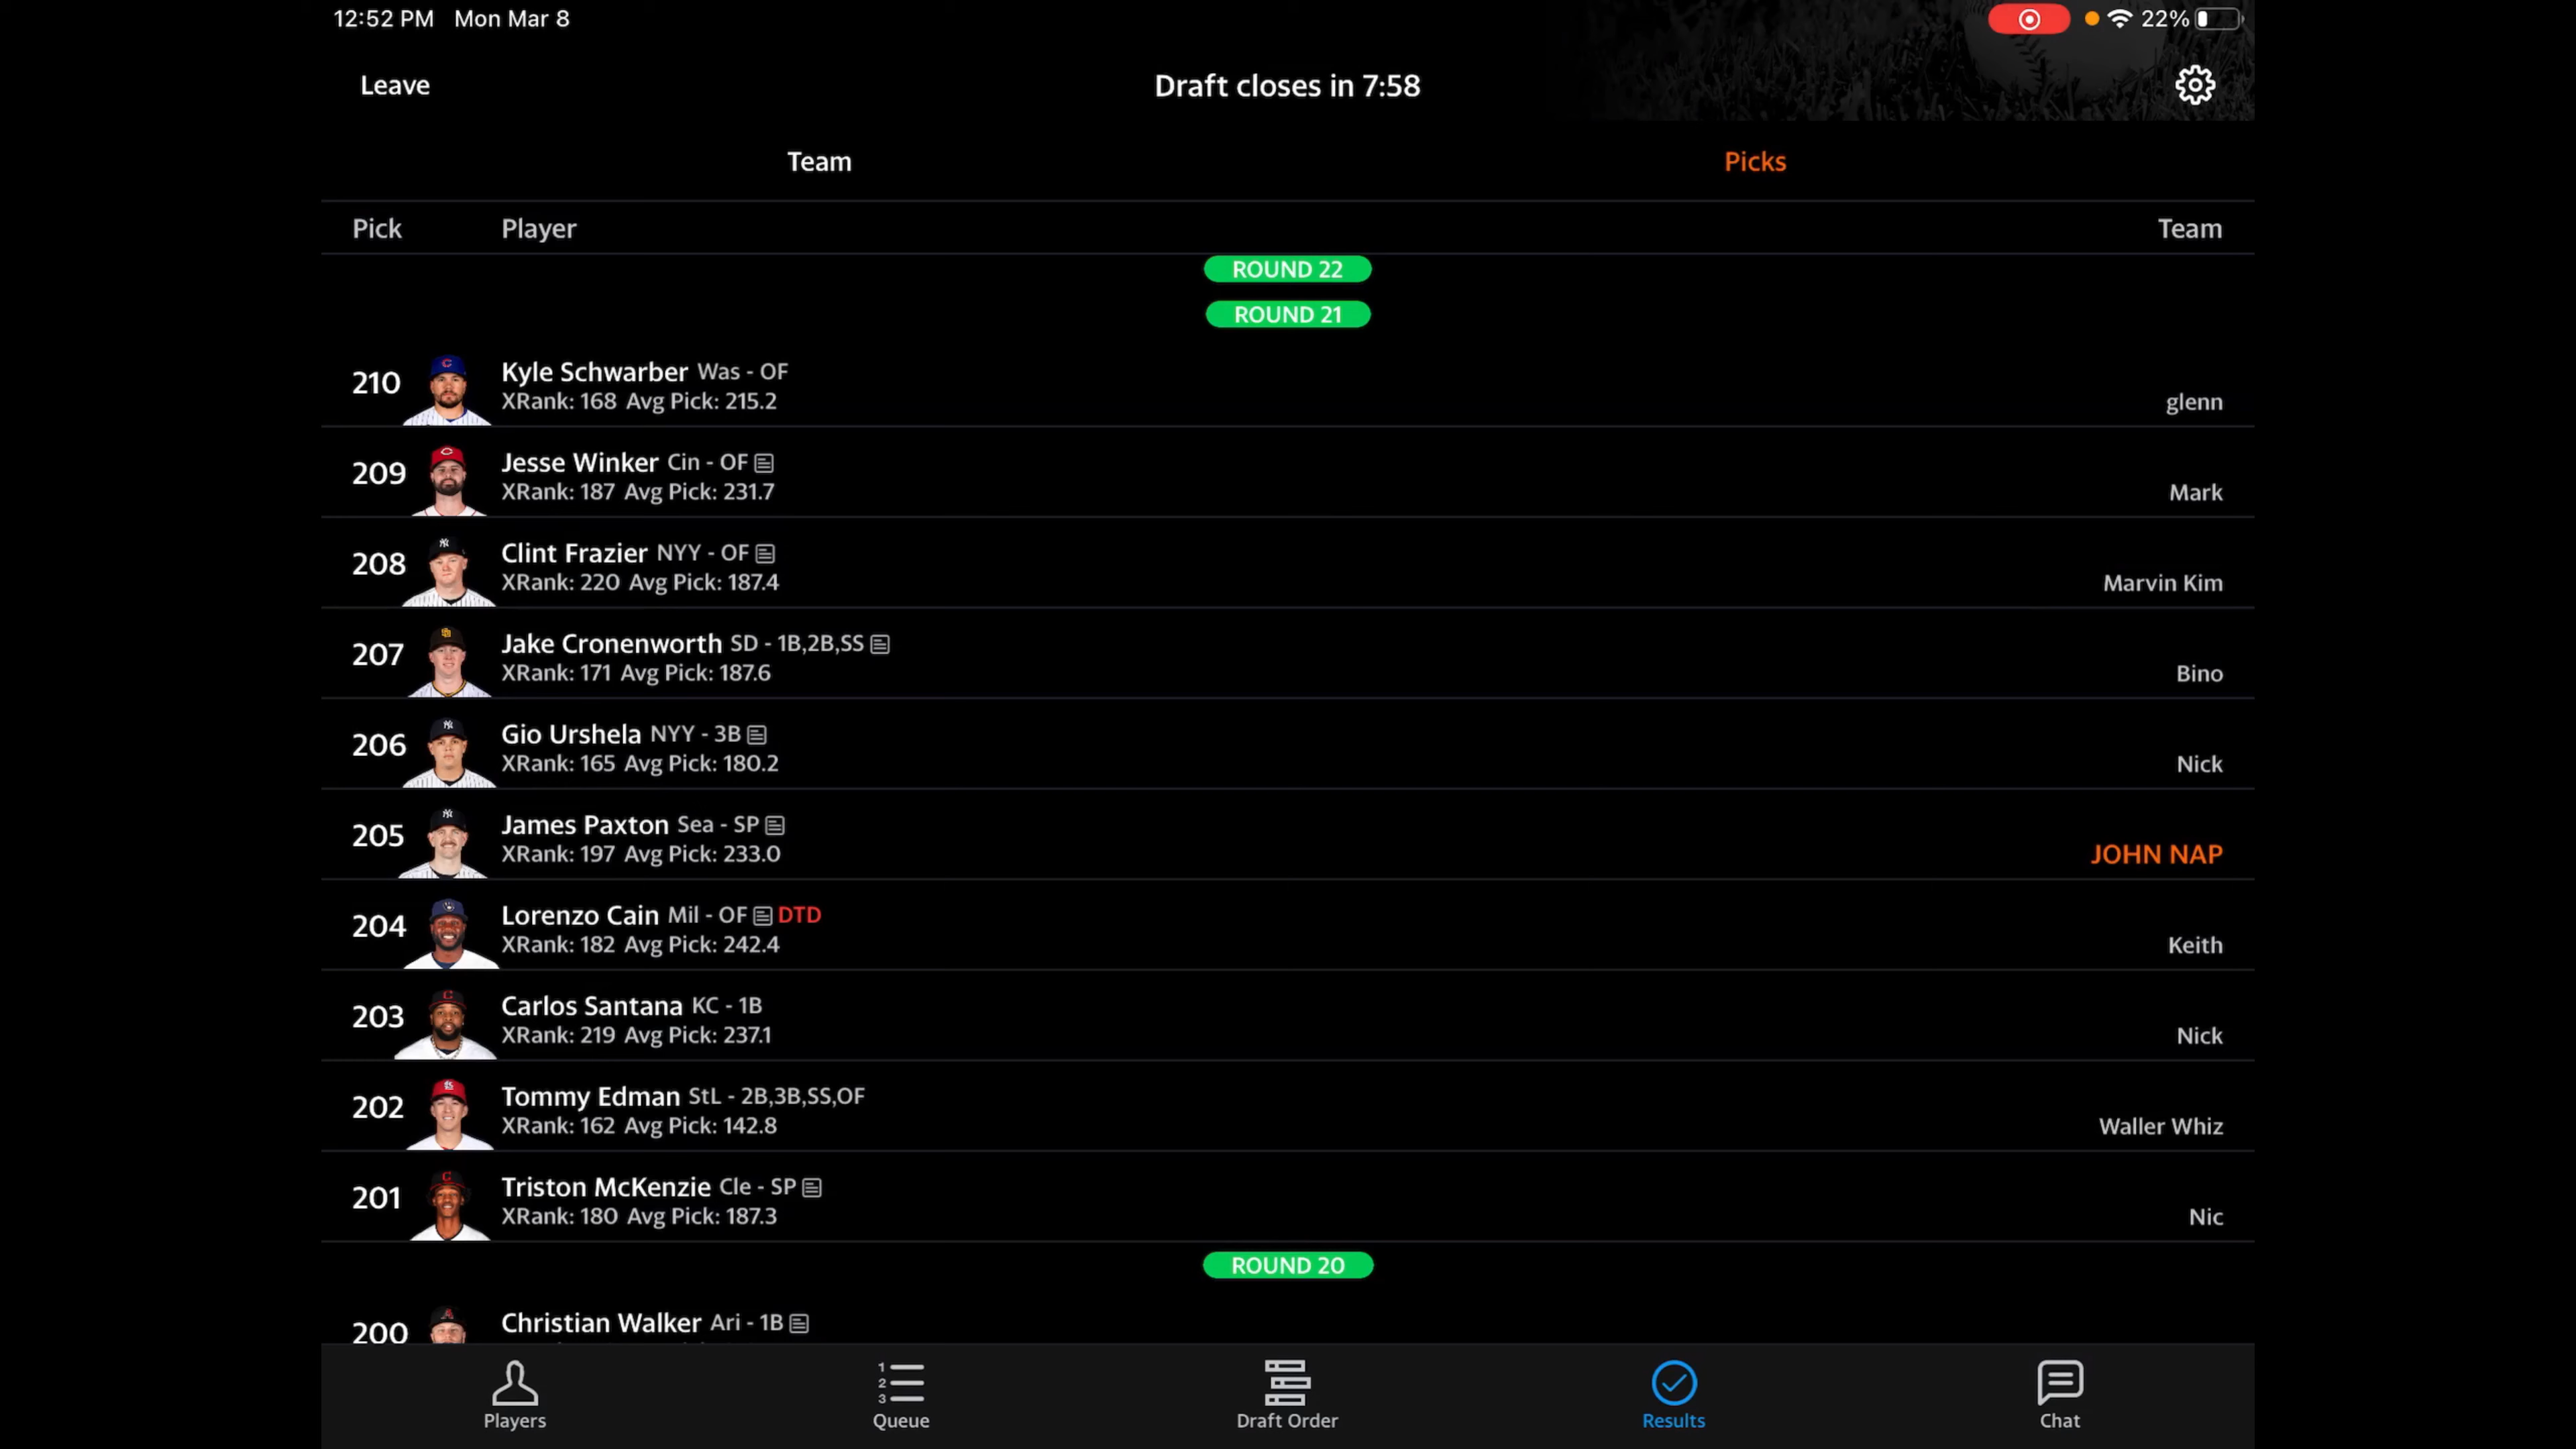 12:52 PM Mon Mar 8
22%
Leave
Draft closes in 7:58
Team Picks
Pick Player Team
ROUND 22
ROUND 21
210 Kyle Schwarber Was - OF
XRank: 168 Avg Pick: 215.2 glenn
209 Jesse Winker Cin - OF
XRank: 187 Avg Pick: 231.7 Mark
208 Clint Frazier NYY - OF
XRank: 220 Avg Pick: 187.4 Marvin Kim
207 Jake Cronenworth SD - 1B,2B,SS
XRank: 171 Avg Pick: 187.6 Bino
206 Gio Urshela NYY - 3B
XRank: 165 Avg Pick: 180.2 Nick
205 James Paxton Sea - SP
XRank: 197 Avg Pick: 233.0 JOHN NAP
204 Lorenzo Cain Mil - OF DTD
XRank: 182 Avg Pick: 242.4 Keith
203 Carlos Santana KC - 1B
XRank: 219 Avg Pick: 237.1 Nick
202 Tommy Edman StL - 2B,3B,SS,OF
XRank: 162 Avg Pick: 142.8 Waller Whiz
201 Triston McKenzie Cle - SP
XRank: 180 Avg Pick: 187.3 Nic
ROUND 20
200 Christian Walker Ari - 1B
Players Queue Draft Order Results Chat